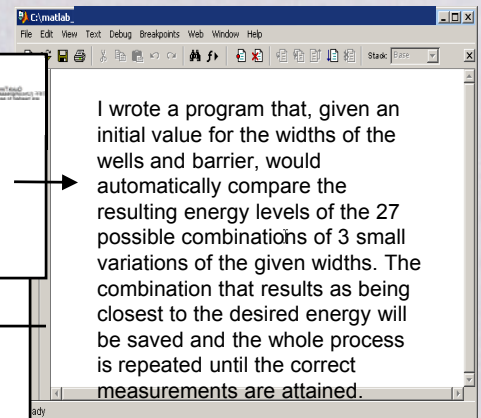 C:\matlab_
File Edit View Text Debug Breakpoints Web Window Help
Stack: Base
I wrote a program that, given an
initial value for the widths of the
wells and barrier, would
automatically compare the
resulting energy levels of the 27
possible combinations of 3 small
variations of the given widths. The
combination that results as being
closest to the desired energy will
be saved and the whole process
is repeated until the correct
measurements are attained.
ady